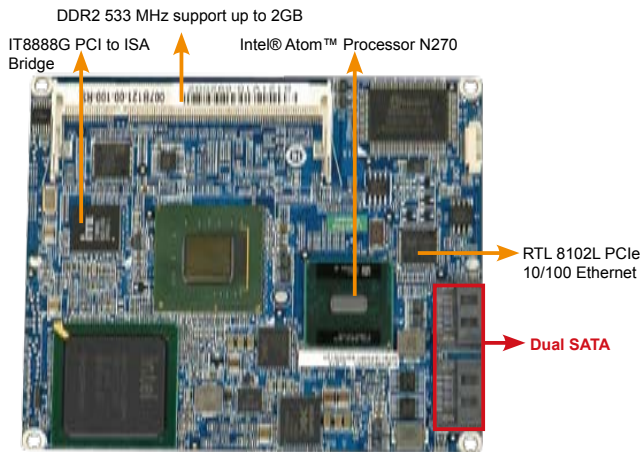 DDR2 533 MHz support up to 2GB
IT8888G PCI to ISA
Bridge
Intel® Atom™ Processor N270
RTL 8102L PCIe
10/100 Ethernet
Dual SATA
intel